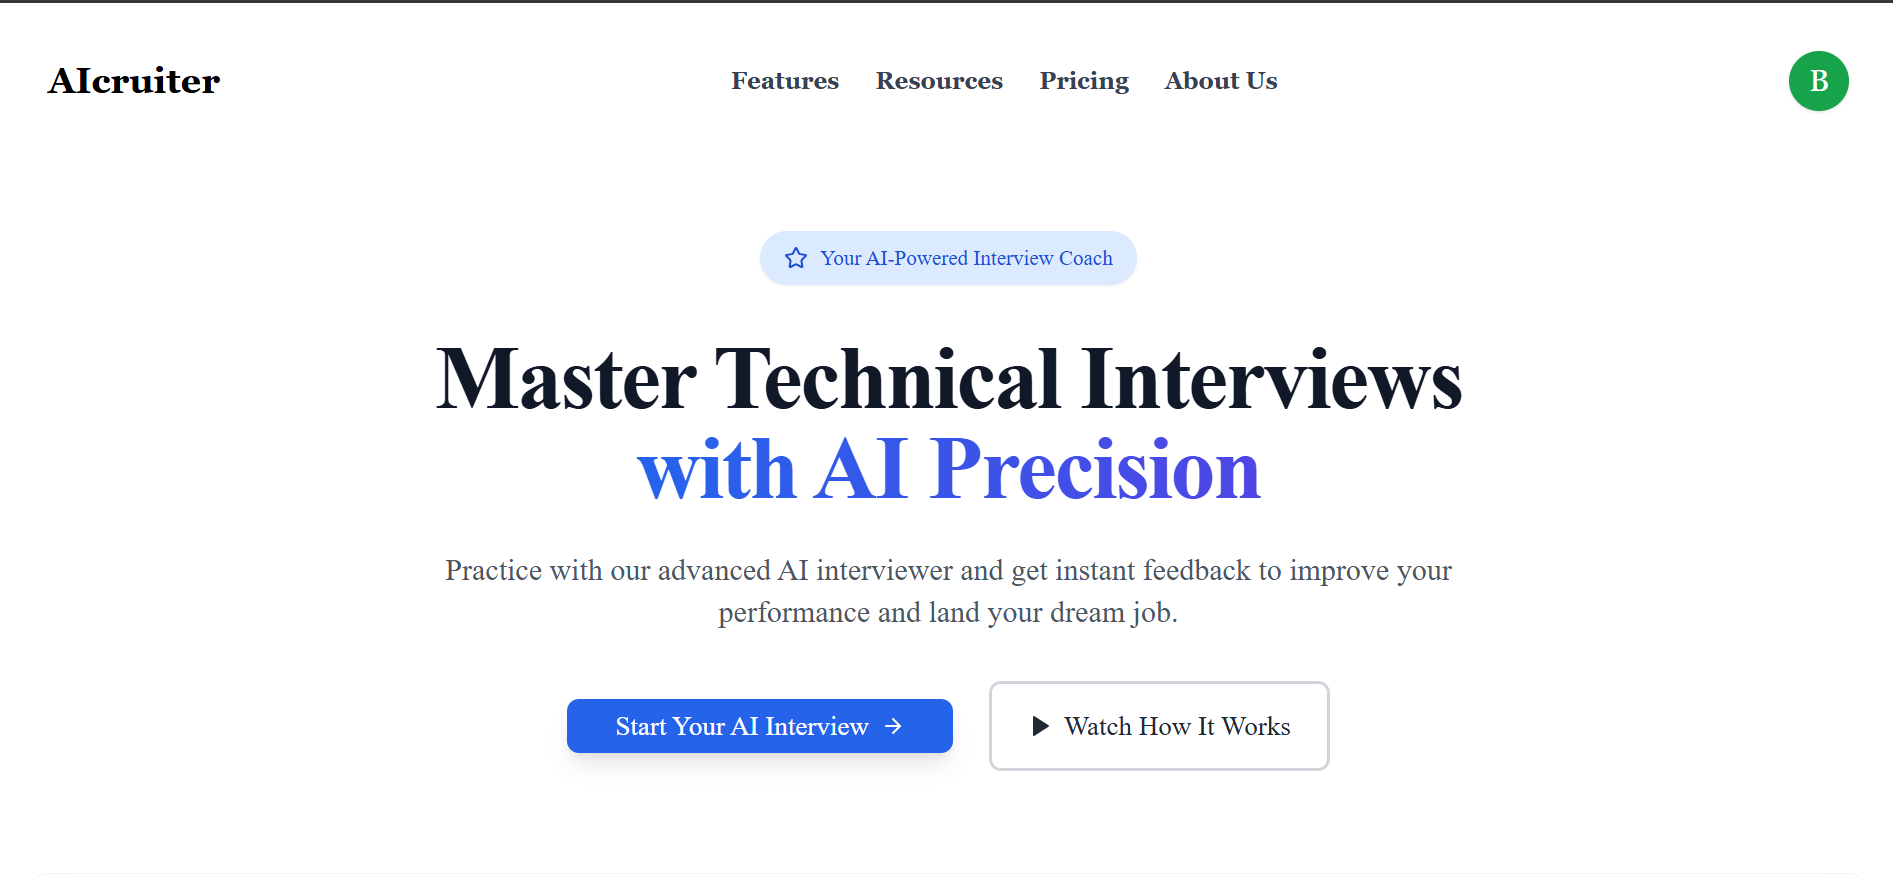 AIcruiter
Features Resources Pricing About Us
B
Your AI-Powered Interview Coach
Master Technical Interviews
with AI Precision
Practice with our advanced AI interviewer and get instant feedback to improve your
performance and land your dream job.
Start Your AI Interview
Watch How It Works